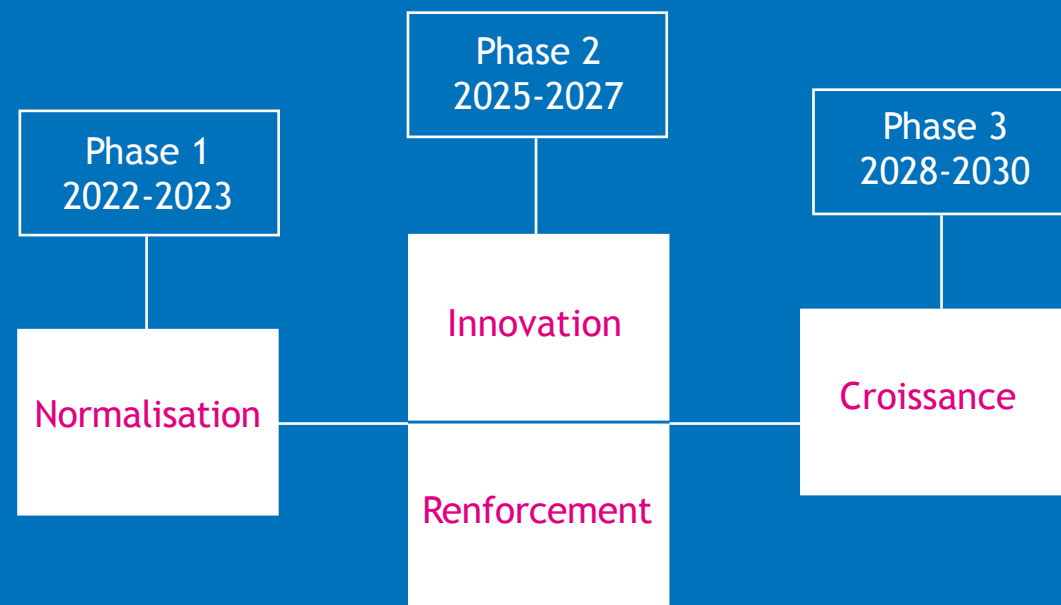 Phase 1
2022-2023
Normalisation
Phase 2
2025-2027
Innovation
Renforcement
Phase 3
2028-2030
Croissance